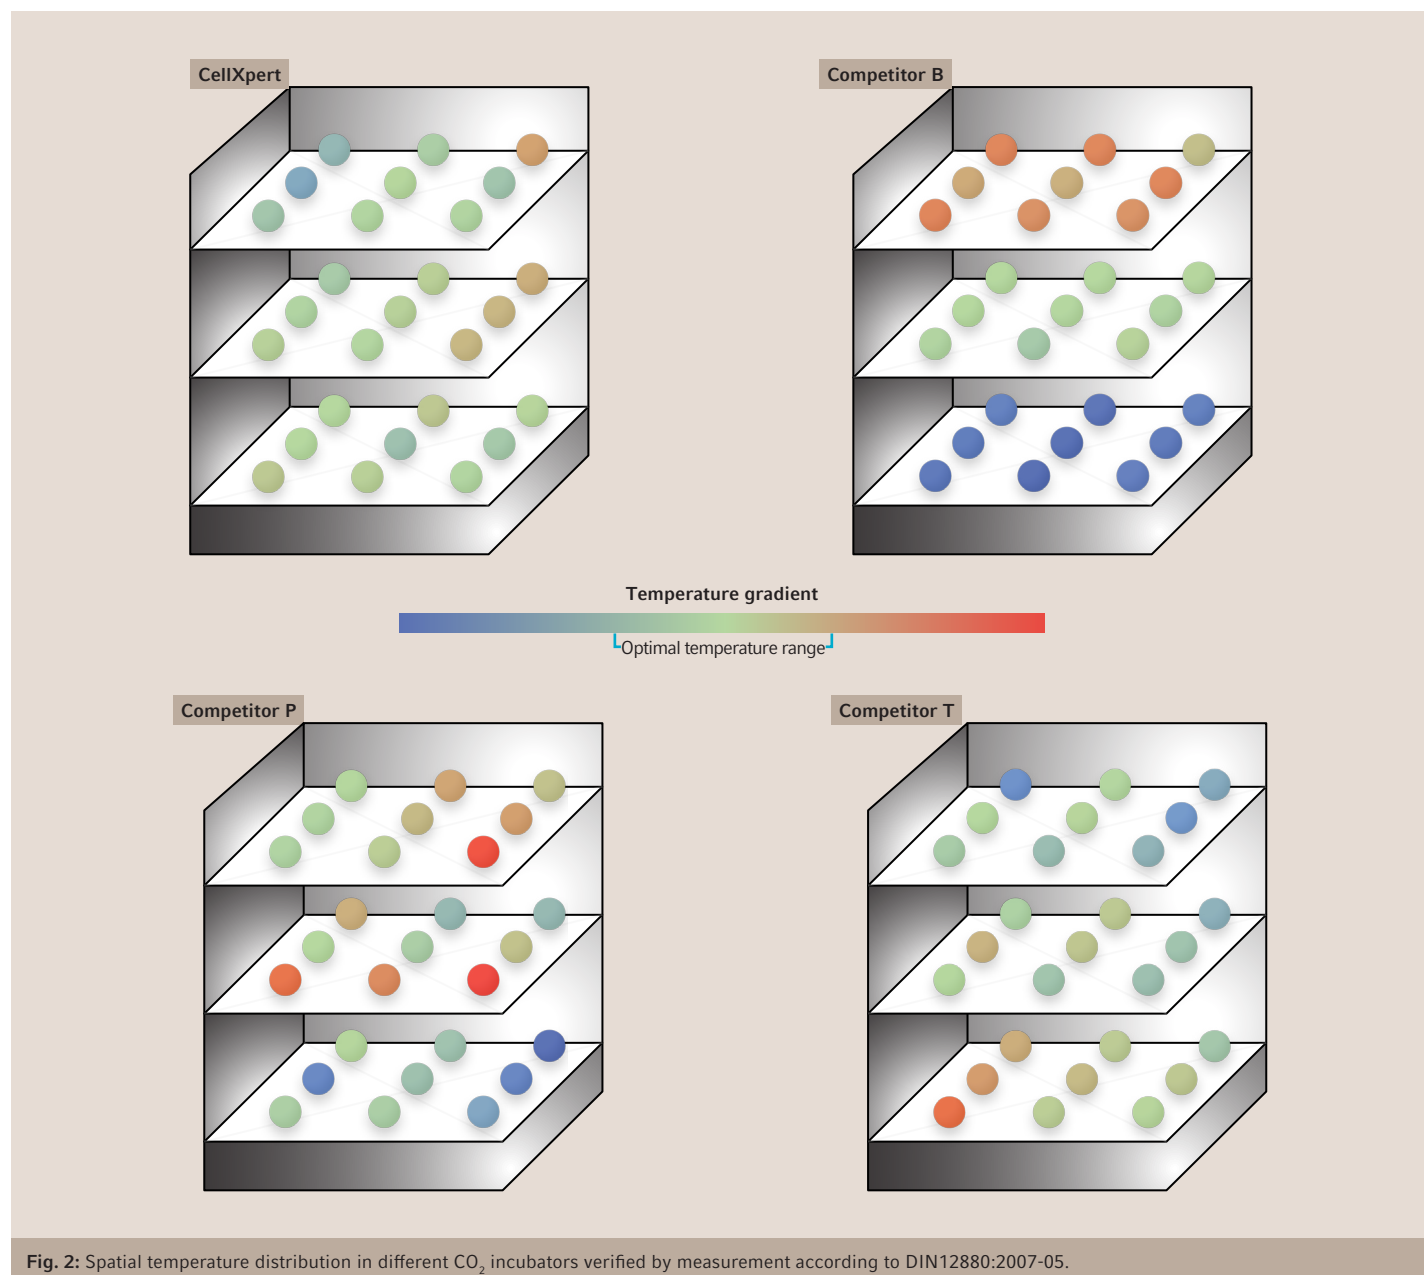 CellXpert
Competitor B
Temperature gradient
Optimal temperature range
Competitor P
Competitor T
Fig. 2: Spatial temperature distribution in different CO₂ incubators verified by measurement according to DIN12880:2007-05.